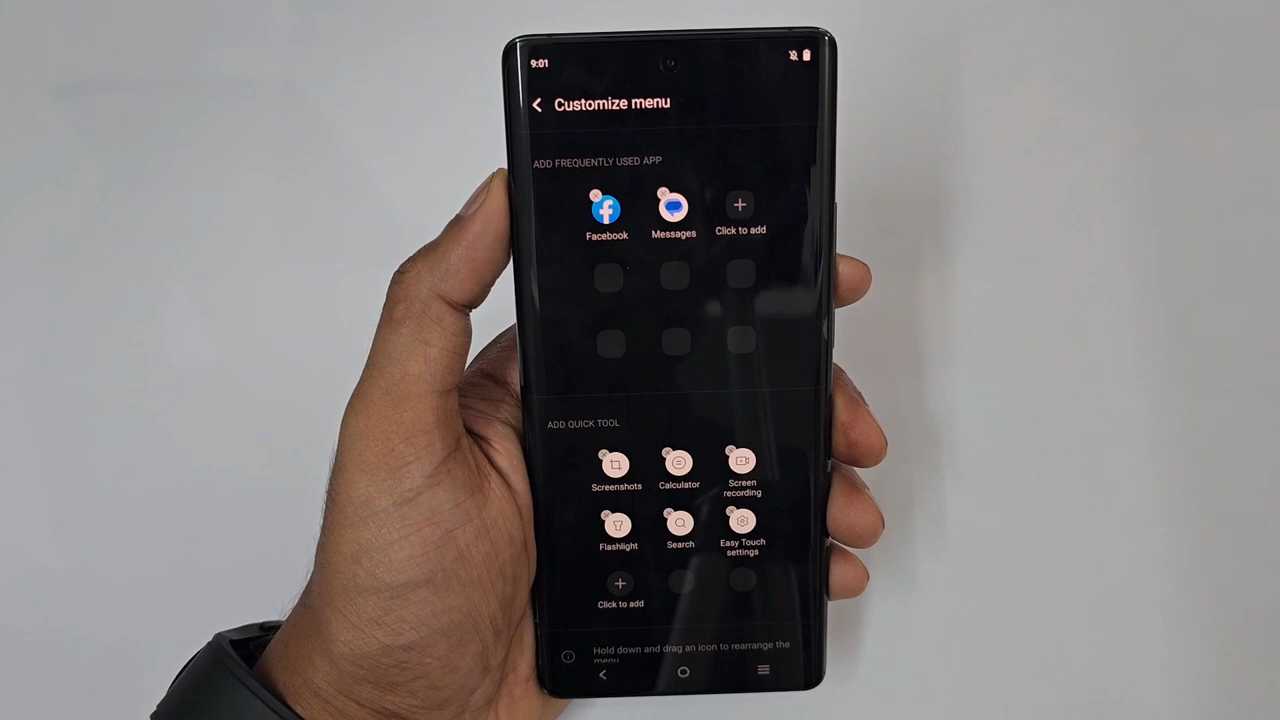 9:01
Customize menu
ADD FREQUENTLY USED APP
Facebook
Messages
Click to add
ADD QUICK TOOL
Screenshots
Calculator
Screen
recording
Flashlight
Search
Easy Touch
settings
Click to add
Hold down and drag an icon to rearrange the
menu